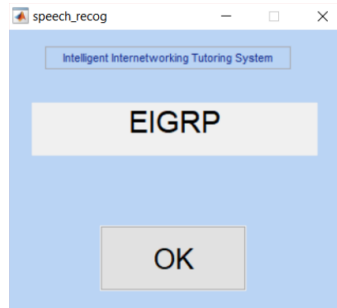 speech_recog
Intelligent Internetworking Tutoring System
EIGRP
OK